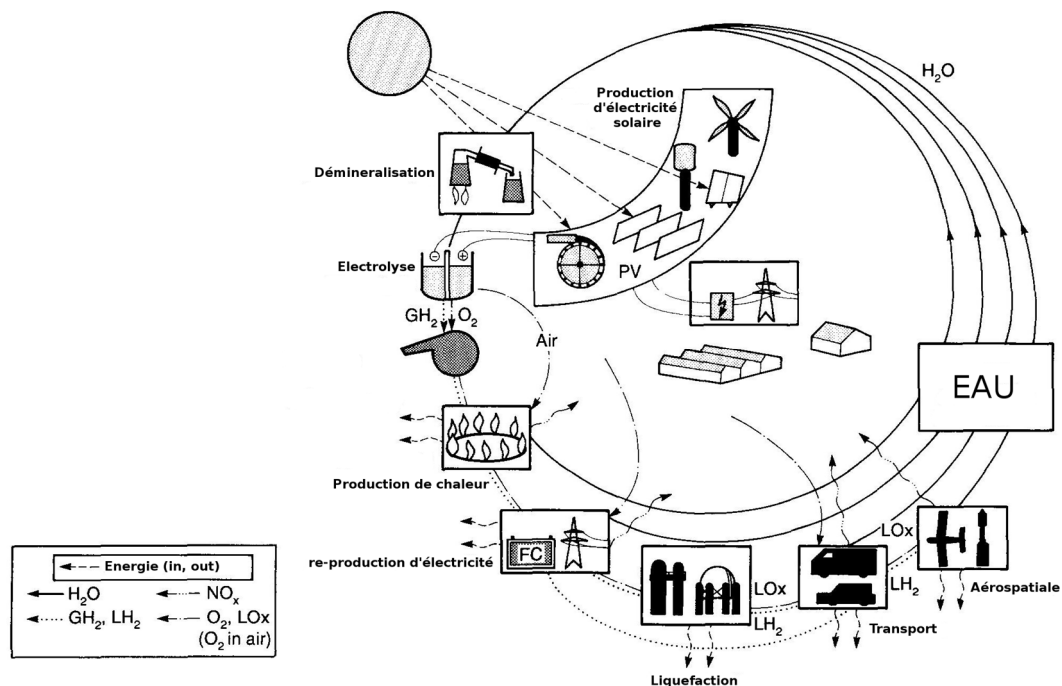 H₂O
Production
d'électricité
solaire
Démineralisation
Electrolyse
−
+
PV
GH₂
O₂
Air
EAU
Production de chaleur
FC
re-production d'électricité
LOx
LH₂
Liquefaction
LOx
LH₂
Transport
Aérospatiale
Energie (in, out)
H₂O
NOₓ
GH₂, LH₂
O₂, LOx
(O₂ in air)